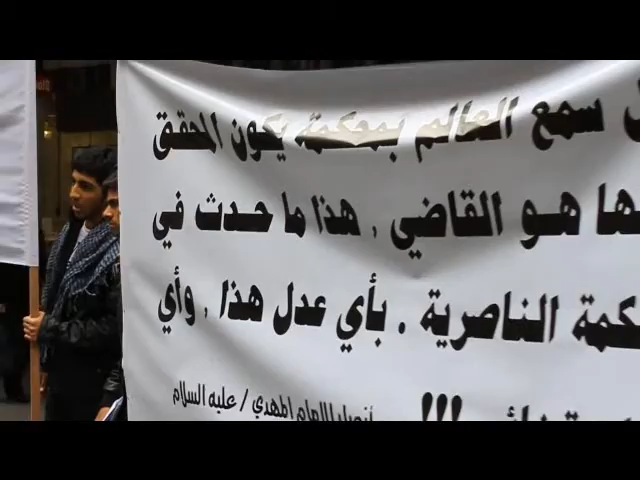 سمع العالم بمحكمة يكون المحقق
هو القاضي , هذا ما حدث في
الناصرية . بأي عدل هذا , وأي
!!!
أنصار الإمام المهدي / عليه السلام